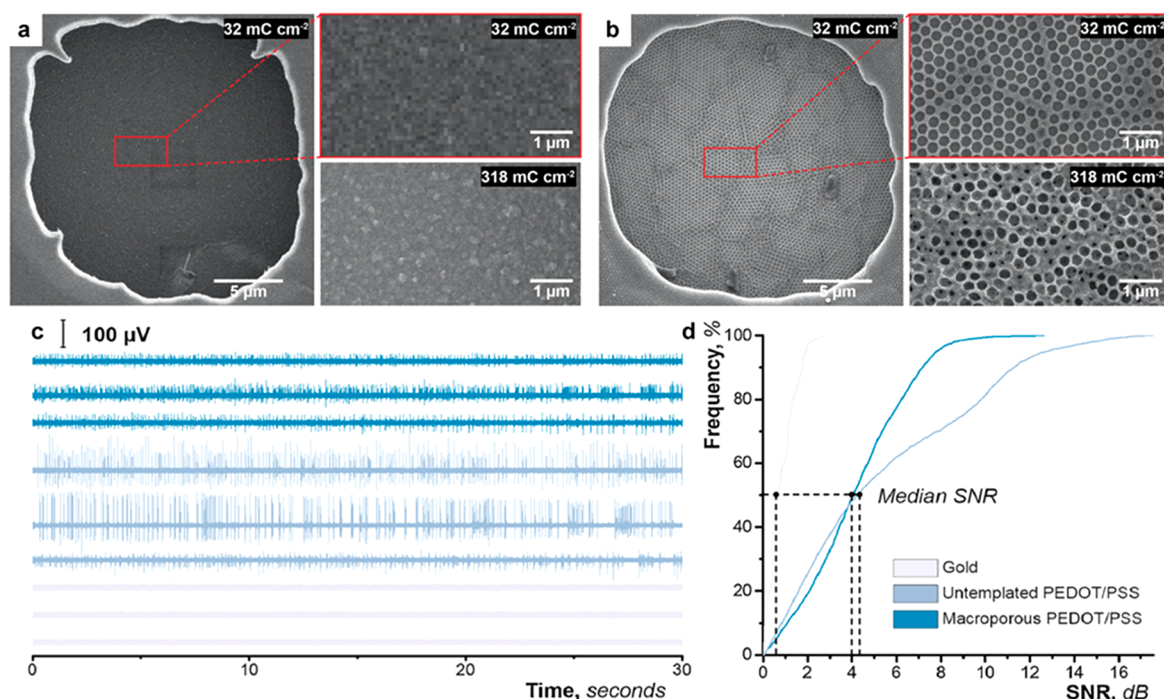 a
32 mC cm-2
5 µm
32 mC cm-2
1 µm
318 mC cm-2
1 µm
b
32 mC cm-2
5 µm
32 mC cm-2
1 µm
318 mC cm-2
1 µm
c
100 µV
0
10
20
30
Time, seconds
d
Frequency, %
100
80
60
40
20
0
Median SNR
Gold
Untemplated PEDOT/PSS
Macroporous PEDOT/PSS
0 2 4 6 8 10 12 14 16
SNR, dB